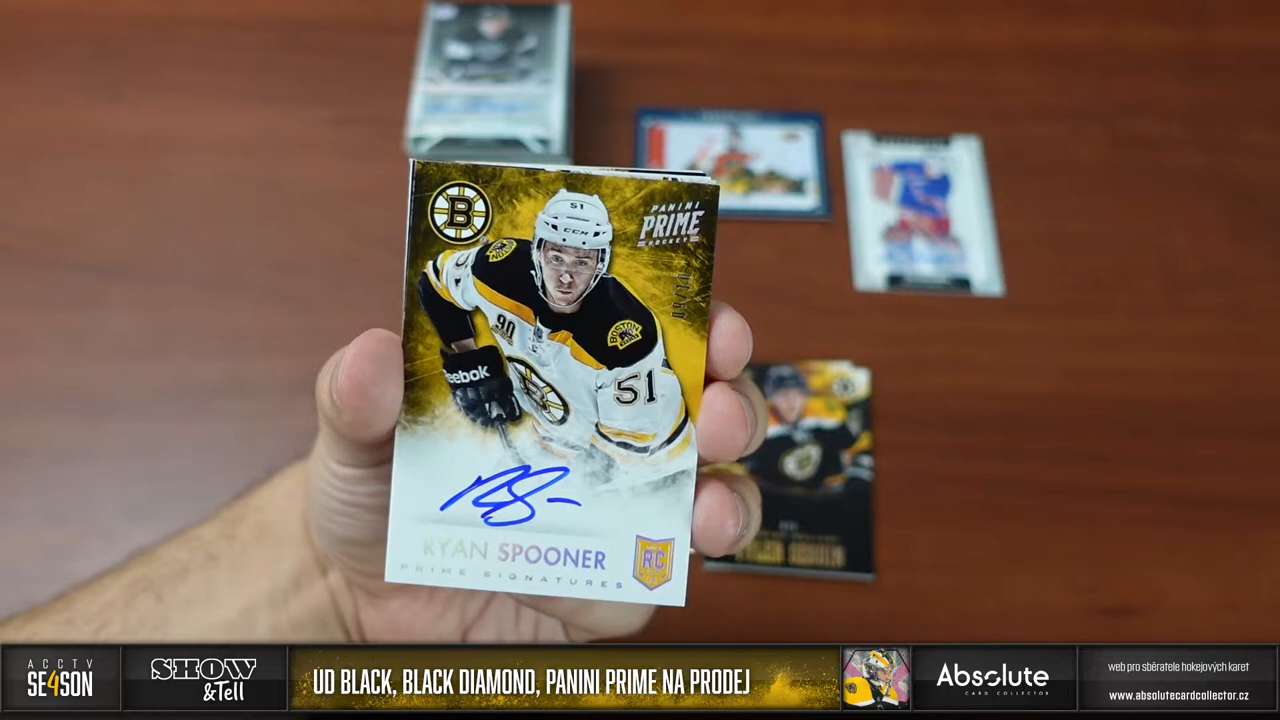 51
PANINI
PRIME
HOCKEY
CCM
B
90
BOSTON
Reebok
51
RYAN SPOONER
PRIME SIGNATURES
RC
ACCTV
SE4SON
SHOW
&Tell
UD BLACK, BLACK DIAMOND, PANINI PRIME NA PRODEJ
Absolute
CARD COLLECTOR
web pro sběratele hokejových karet
www.absolutecardcollector.cz